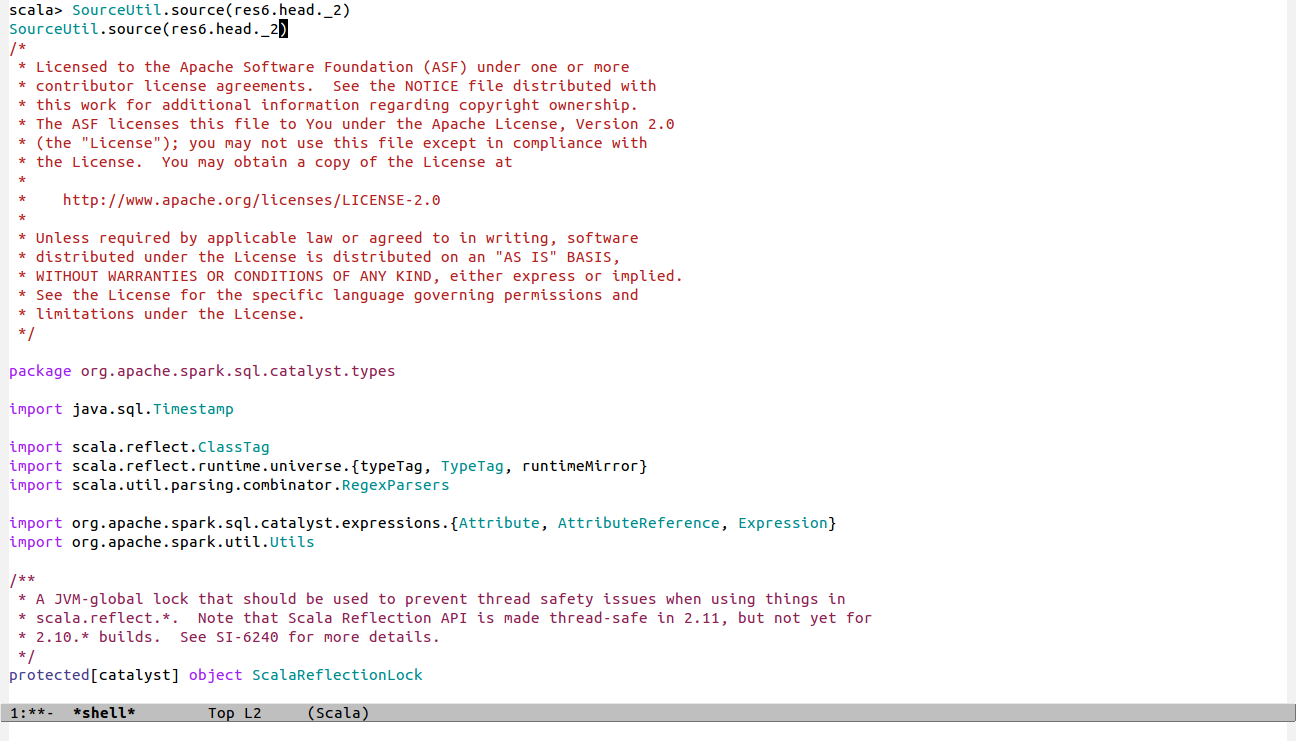 scala> SourceUtil.source(res6.head._2)
SourceUtil.source(res6.head._2)
/*
 * Licensed to the Apache Software Foundation (ASF) under one or more
 * contributor license agreements.  See the NOTICE file distributed with
 * this work for additional information regarding copyright ownership.
 * The ASF licenses this file to You under the Apache License, Version 2.0
 * (the "License"); you may not use this file except in compliance with
 * the License.  You may obtain a copy of the License at
 *
 *    http://www.apache.org/licenses/LICENSE-2.0
 *
 * Unless required by applicable law or agreed to in writing, software
 * distributed under the License is distributed on an "AS IS" BASIS,
 * WITHOUT WARRANTIES OR CONDITIONS OF ANY KIND, either express or implied.
 * See the License for the specific language governing permissions and
 * limitations under the License.
 */
package org.apache.spark.sql.catalyst.types
import java.sql.Timestamp
import scala.reflect.ClassTag
import scala.reflect.runtime.universe.{typeTag, TypeTag, runtimeMirror}
import scala.util.parsing.combinator.RegexParsers
import org.apache.spark.sql.catalyst.expressions.{Attribute, AttributeReference, Expression}
import org.apache.spark.util.Utils
/**
 * A JVM-global lock that should be used to prevent thread safety issues when using things in
 * scala.reflect.*.  Note that Scala Reflection API is made thread-safe in 2.11, but not yet for
 * 2.10.* builds.  See SI-6240 for more details.
 */
protected[catalyst] object ScalaReflectionLock
1:**-  *shell*        Top L2     (Scala)